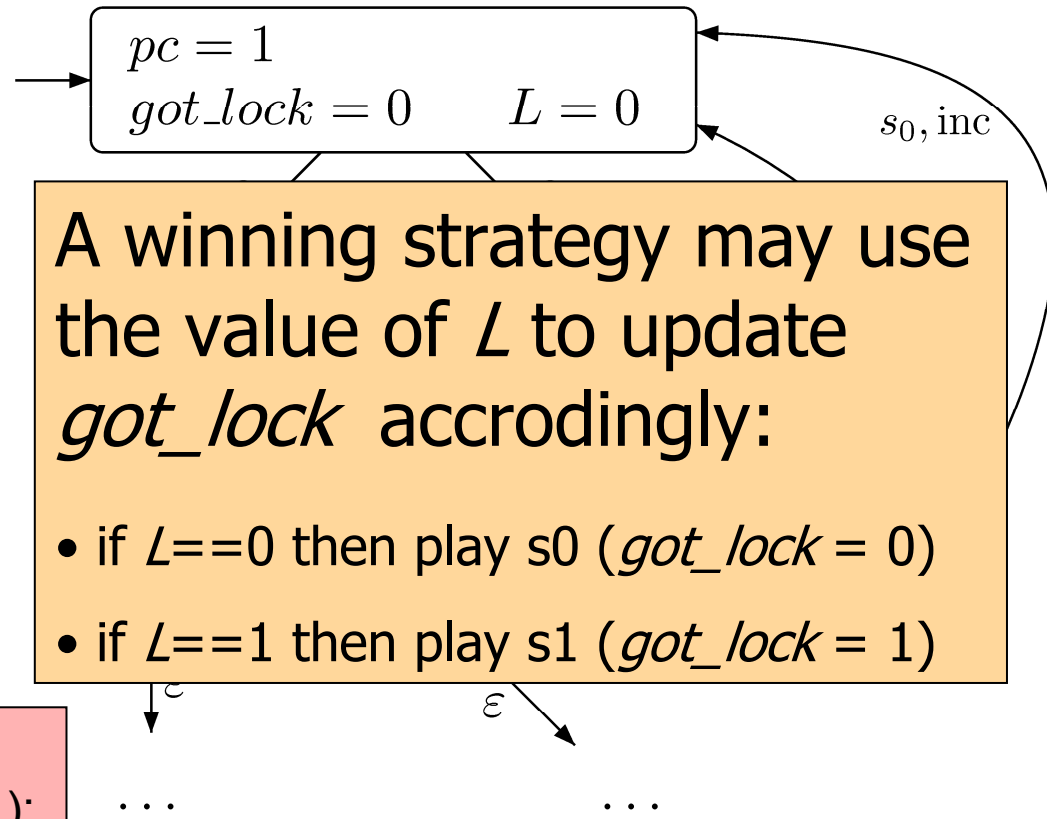 pc = 1
got_lock = 0 L = 0
s₀, inc
A winning strategy may use
the value of L to update
got_lock accrodingly:
• if L==0 then play s0 (got_lock = 0)
• if L==1 then play s1 (got_lock = 1)
ε ε
):
... ...